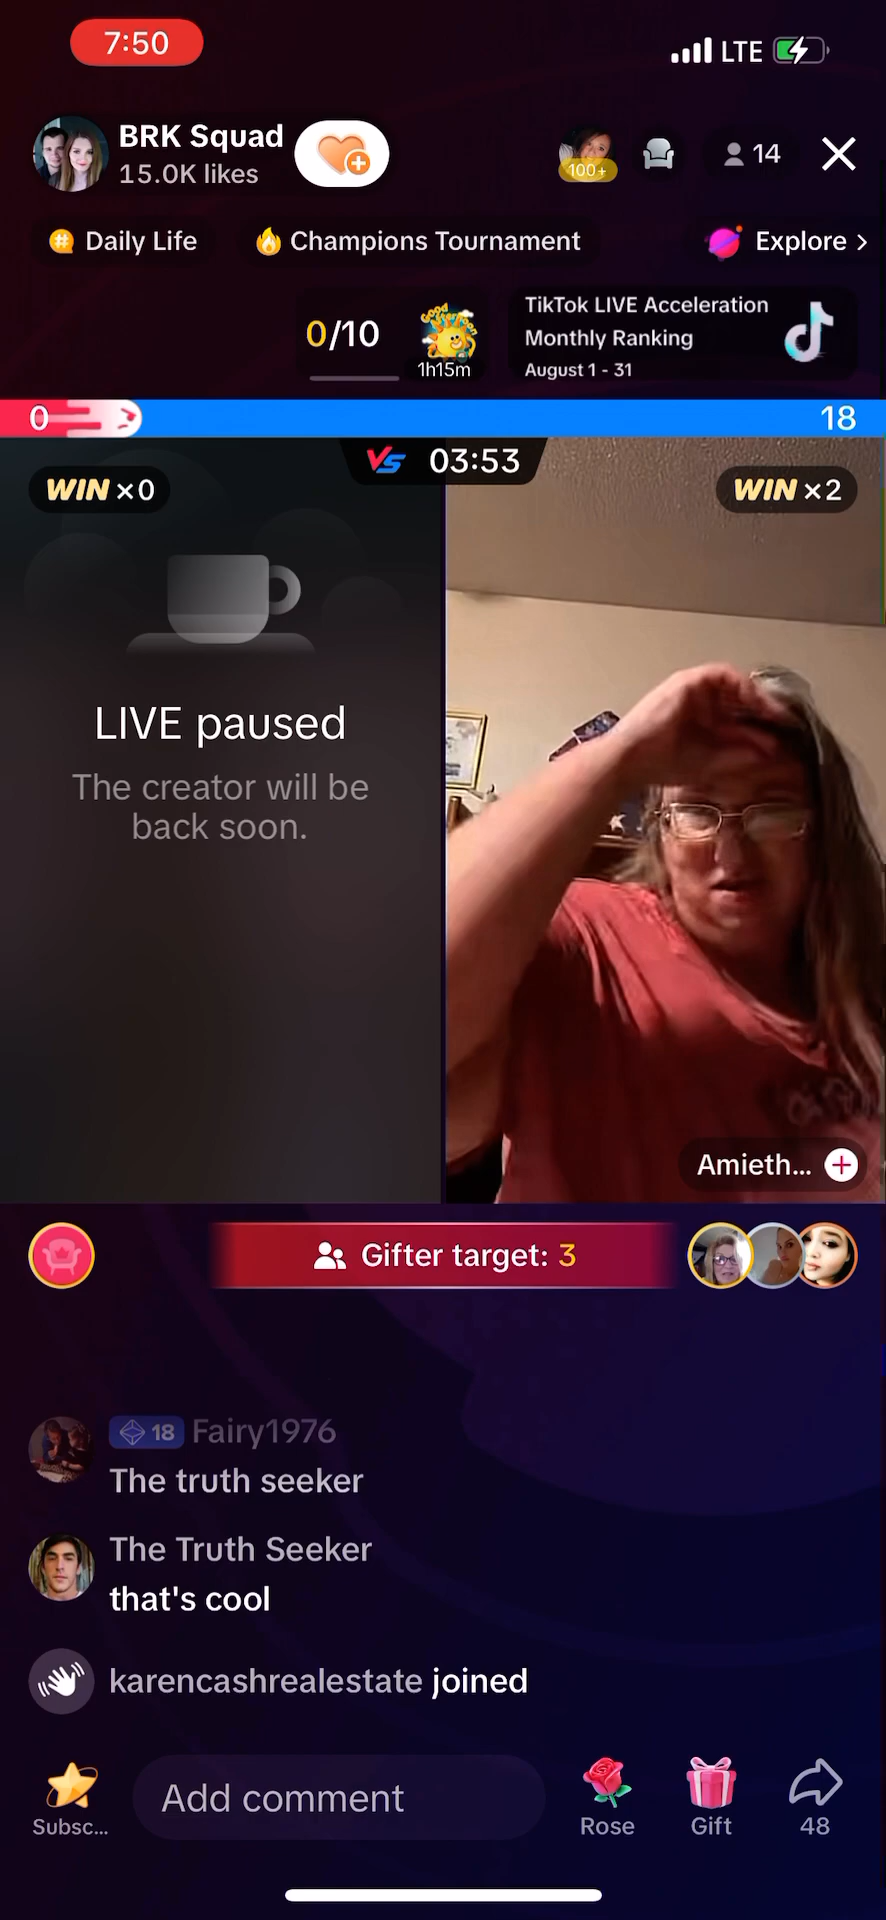 7:50
LTE
BRK Squad
15.0K likes
100+
14
Daily Life
Champions Tournament
Explore >
0/10
Good Afternoon
1h15m
TikTok LIVE Acceleration
Monthly Ranking
August 1 - 31
0
18
VS 03:53
WIN ×0
WIN ×2
LIVE paused
The creator will be
back soon.
Amieth...
Gifter target: 3
18 Fairy1976
The truth seeker
The Truth Seeker
that's cool
karencashrealestate joined
Subsc...
Add comment
Rose
Gift
48